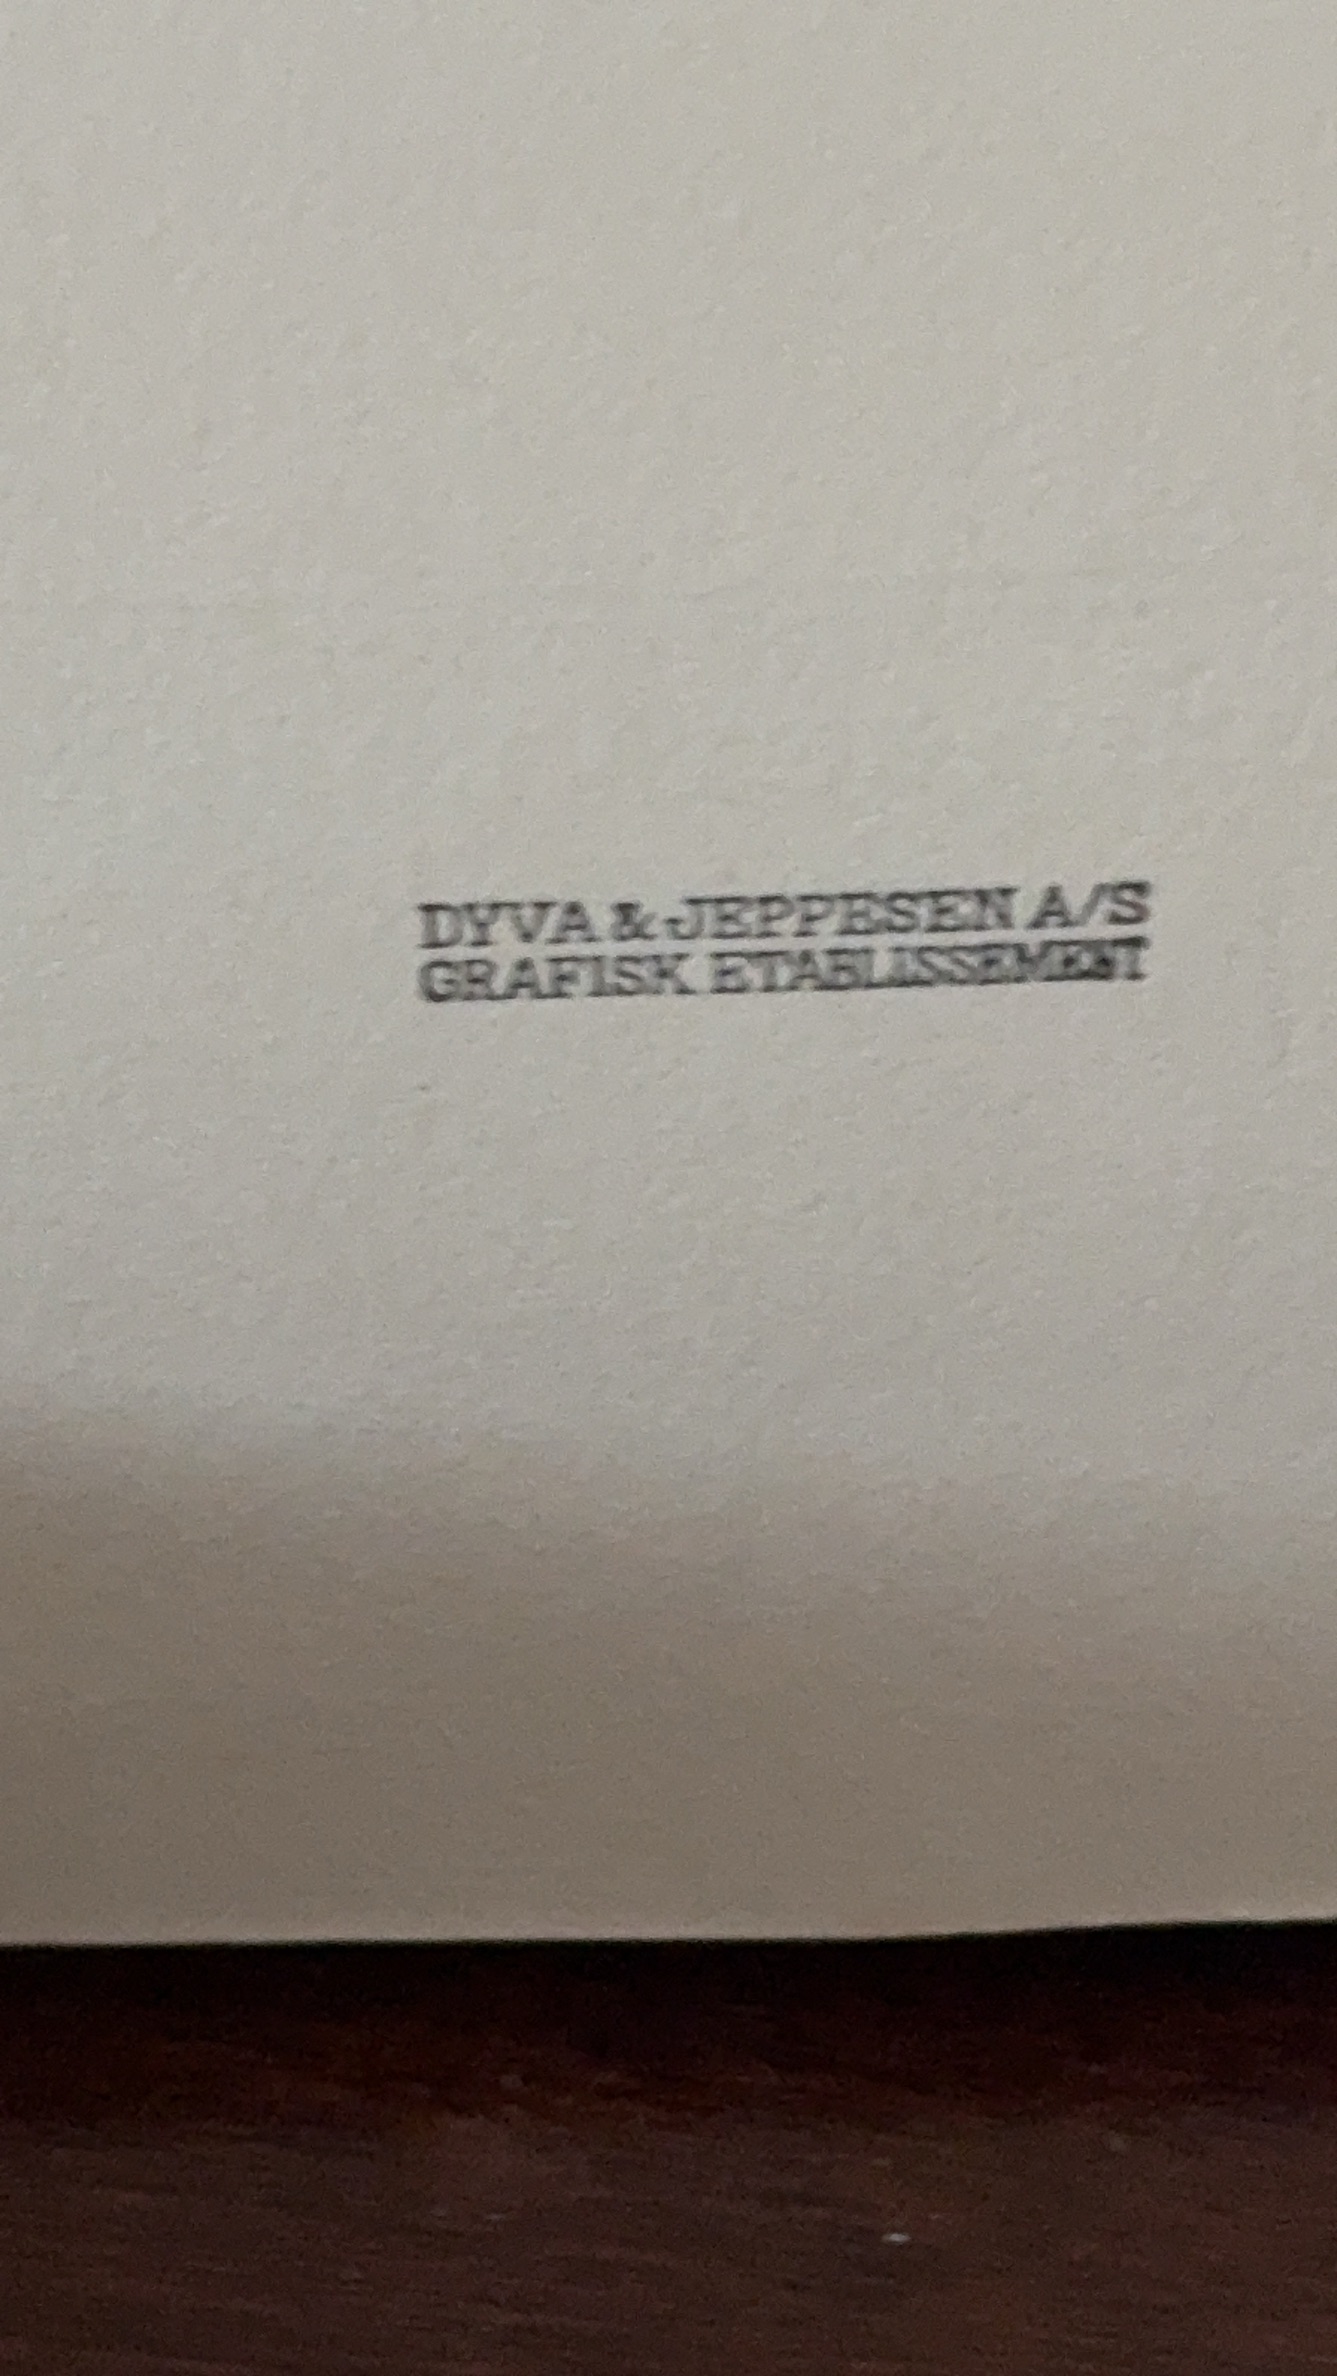 DYVA & JEPPESEN A/S
GRAFISK ETABLISSEMENT